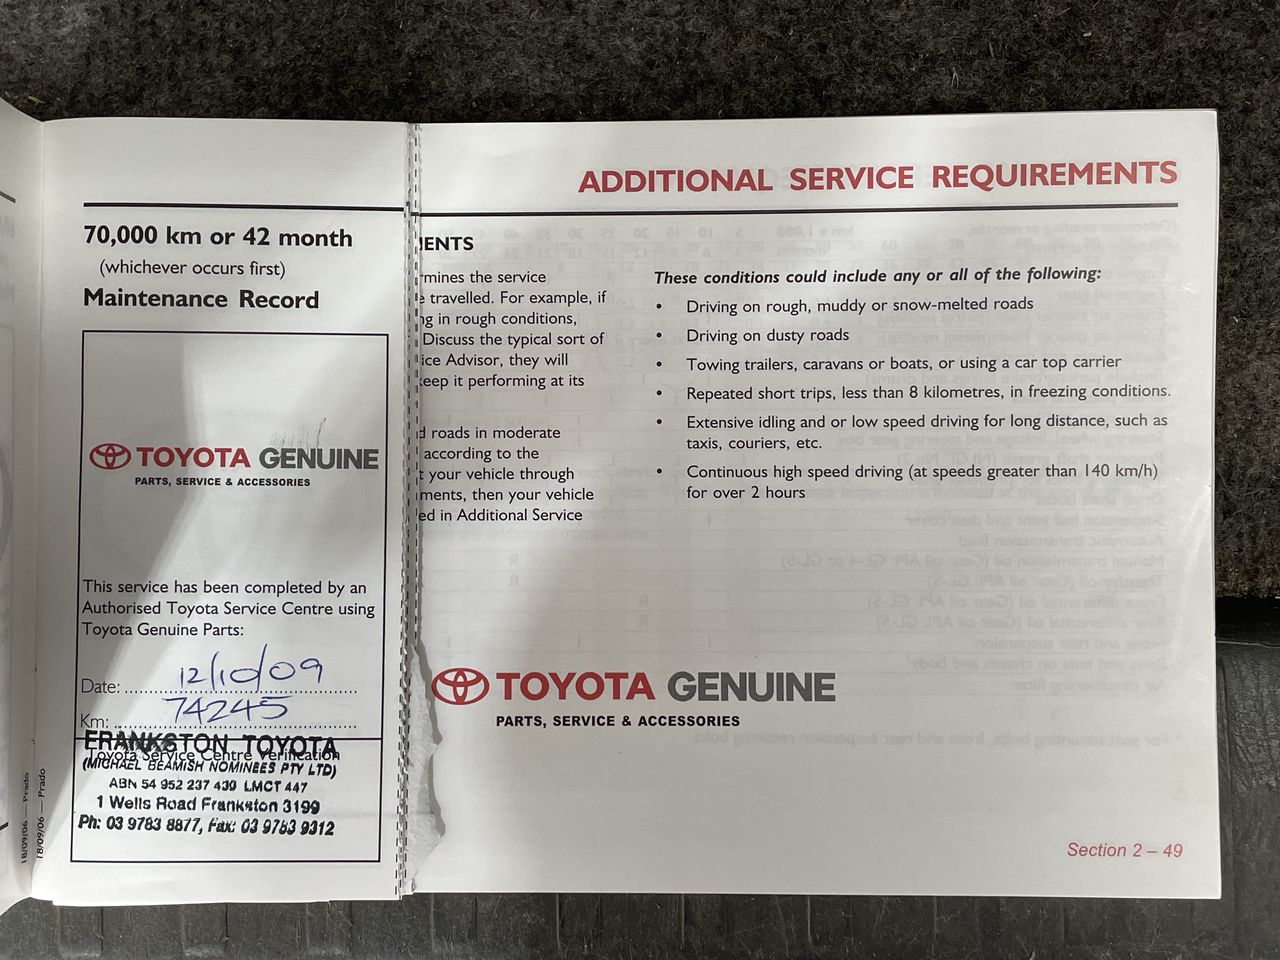 70,000 km or 42 month
(whichever occurs first)
Maintenance Record
TOYOTA GENUINE
PARTS, SERVICE & ACCESSORIES
This service has been completed by an
Authorised Toyota Service Centre using
Toyota Genuine Parts:
Date: 12/10/09
Km: 74245
Toyota Service Centre Verification
FRANKSTON TOYOTA
(MICHAEL BEAMISH NOMINEES PTY LTD)
ABN 54 952 237 439 LMCT 447
1 Wells Road Frankston 3199
Ph: 03 9783 8877, Fax: 03 9783 9312
18/09/06 — Prado
18/09/06 — Prado
ADDITIONAL SERVICE REQUIREMENTS
ENTS
rmines the service
travelled. For example, if
ng in rough conditions,
Discuss the typical sort of
ice Advisor, they will
keep it performing at its
d roads in moderate
according to the
t your vehicle through
ments, then your vehicle
ed in Additional Service
These conditions could include any or all of the following:
• Driving on rough, muddy or snow-melted roads
• Driving on dusty roads
• Towing trailers, caravans or boats, or using a car top carrier
• Repeated short trips, less than 8 kilometres, in freezing conditions.
• Extensive idling and or low speed driving for long distance, such as
taxis, couriers, etc.
• Continuous high speed driving (at speeds greater than 140 km/h)
for over 2 hours
TOYOTA GENUINE
PARTS, SERVICE & ACCESSORIES
Section 2 – 49